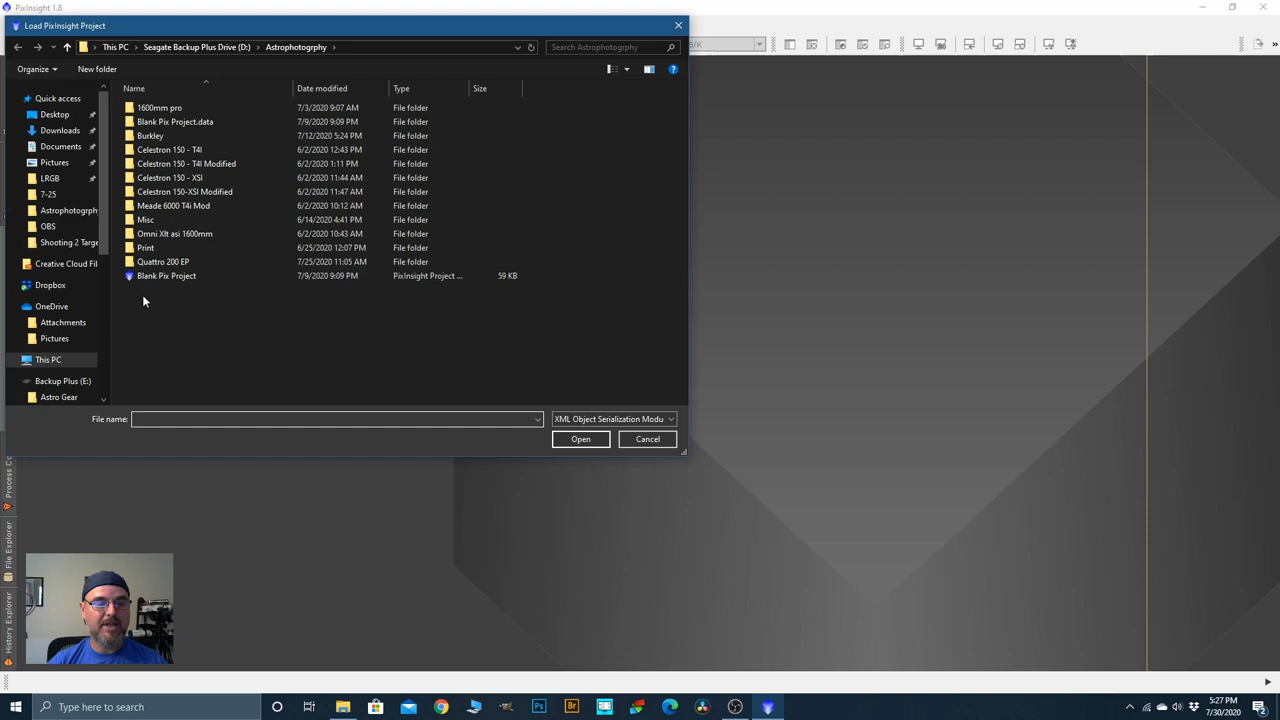 PixInsight 1.8
Load PixInsight Project
This PC > Seagate Backup Plus Drive (D:) > Astrophotogrphy >
Search Astrophotogrphy
Organize
New folder
Name Date modified Type Size
1600mm pro 7/3/2020 9:07 AM File folder
Blank Pix Project.data 7/9/2020 9:09 PM File folder
Burkley 7/12/2020 5:24 PM File folder
Celestron 150 - T4I 6/2/2020 12:43 PM File folder
Celestron 150 - T4I Modified 6/2/2020 1:11 PM File folder
Celestron 150 - XSI 6/2/2020 11:44 AM File folder
Celestron 150-XSI Modified 6/2/2020 11:47 AM File folder
Meade 6000 T4i Mod 6/2/2020 10:12 AM File folder
Misc 6/14/2020 4:41 PM File folder
Omni Xlt asi 1600mm 6/2/2020 10:43 AM File folder
Print 6/25/2020 12:07 PM File folder
Quattro 200 EP 7/25/2020 11:05 AM File folder
Blank Pix Project 7/9/2020 9:09 PM PixInsight Project ... 59 KB
Quick access
Desktop
Downloads
Documents
Pictures
LRGB
7-25
Astrophotogrph
OBS
Shooting 2 Targe
Creative Cloud Fil
Dropbox
OneDrive
Attachments
Pictures
This PC
Backup Plus (E:)
Astro Gear
File name:
XML Object Serialization Modu
Open
Cancel
Process Co
File Explorer
History Explorer
Type here to search
Ps
Br
5:27 PM
7/30/2020
2